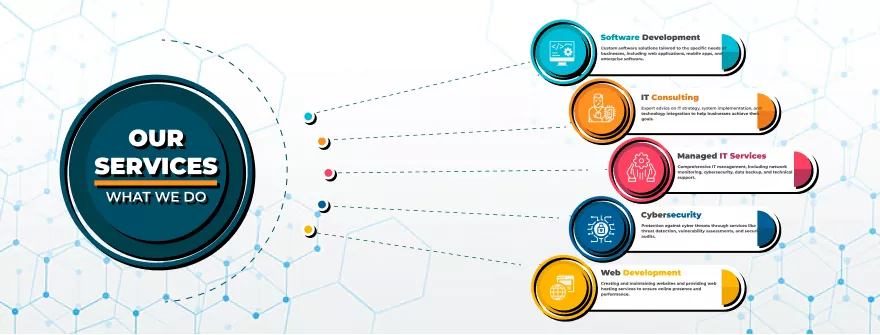 OUR
SERVICES
WHAT WE DO
Software Development
Custom software solutions tailored to the specific needs of
businesses, including web applications, mobile apps, and
enterprise software.
IT Consulting
Expert advice on IT strategy, system implementation, and
technology integration to help businesses achieve their
goals
Managed IT Services
Comprehensive IT management, including network
monitoring, cybersecurity, data backup, and technical
support.
Cybersecurity
Protection against cyber threats through services like
threat detection, vulnerability assessments, and security
audits.
Web Development
Creating and maintaining websites and providing web
hosting services to ensure online presence and
performance.